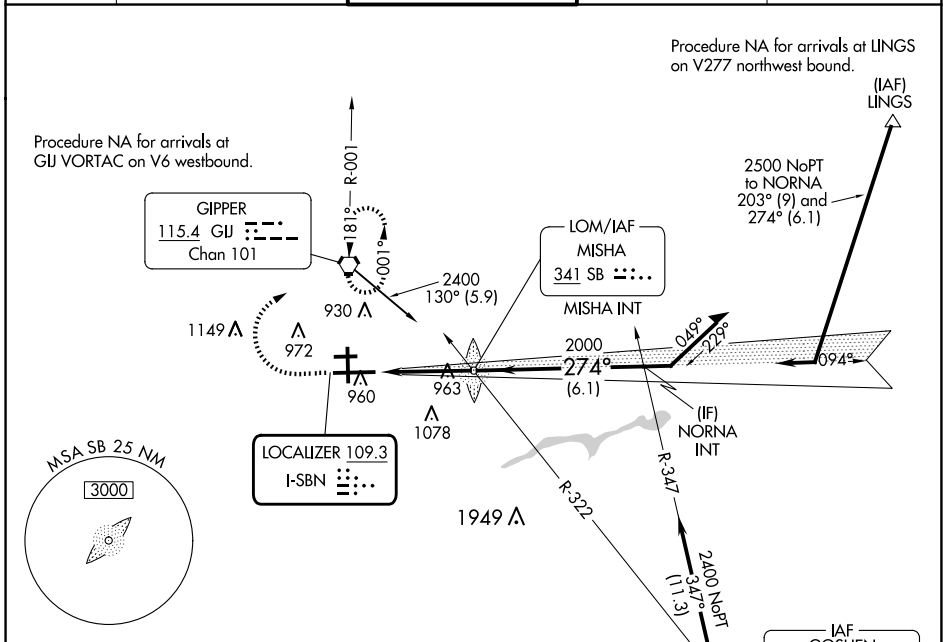 Procedure NA for arrivals at LINGS
on V277 northwest bound.
(IAF)
LINGS
Procedure NA for arrivals at
GIJ VORTAC on V6 westbound.
R-001
181°
001°
2500 NoPT
to NORNA
203° (9) and
274° (6.1)
GIPPER
115.4 GIJ
Chan 101
LOM/IAF
MISHA
341 SB
MISHA INT
2400
130° (5.9)
930
1149
972
049°
229°
2000
274°
(6.1)
094°
963
960
1078
(IF)
NORNA
INT
LOCALIZER 109.3
I-SBN
MSA SB 25 NM
3000
R-347
R-322
1949
2400 NoPT
347°
(11.3)
IAF